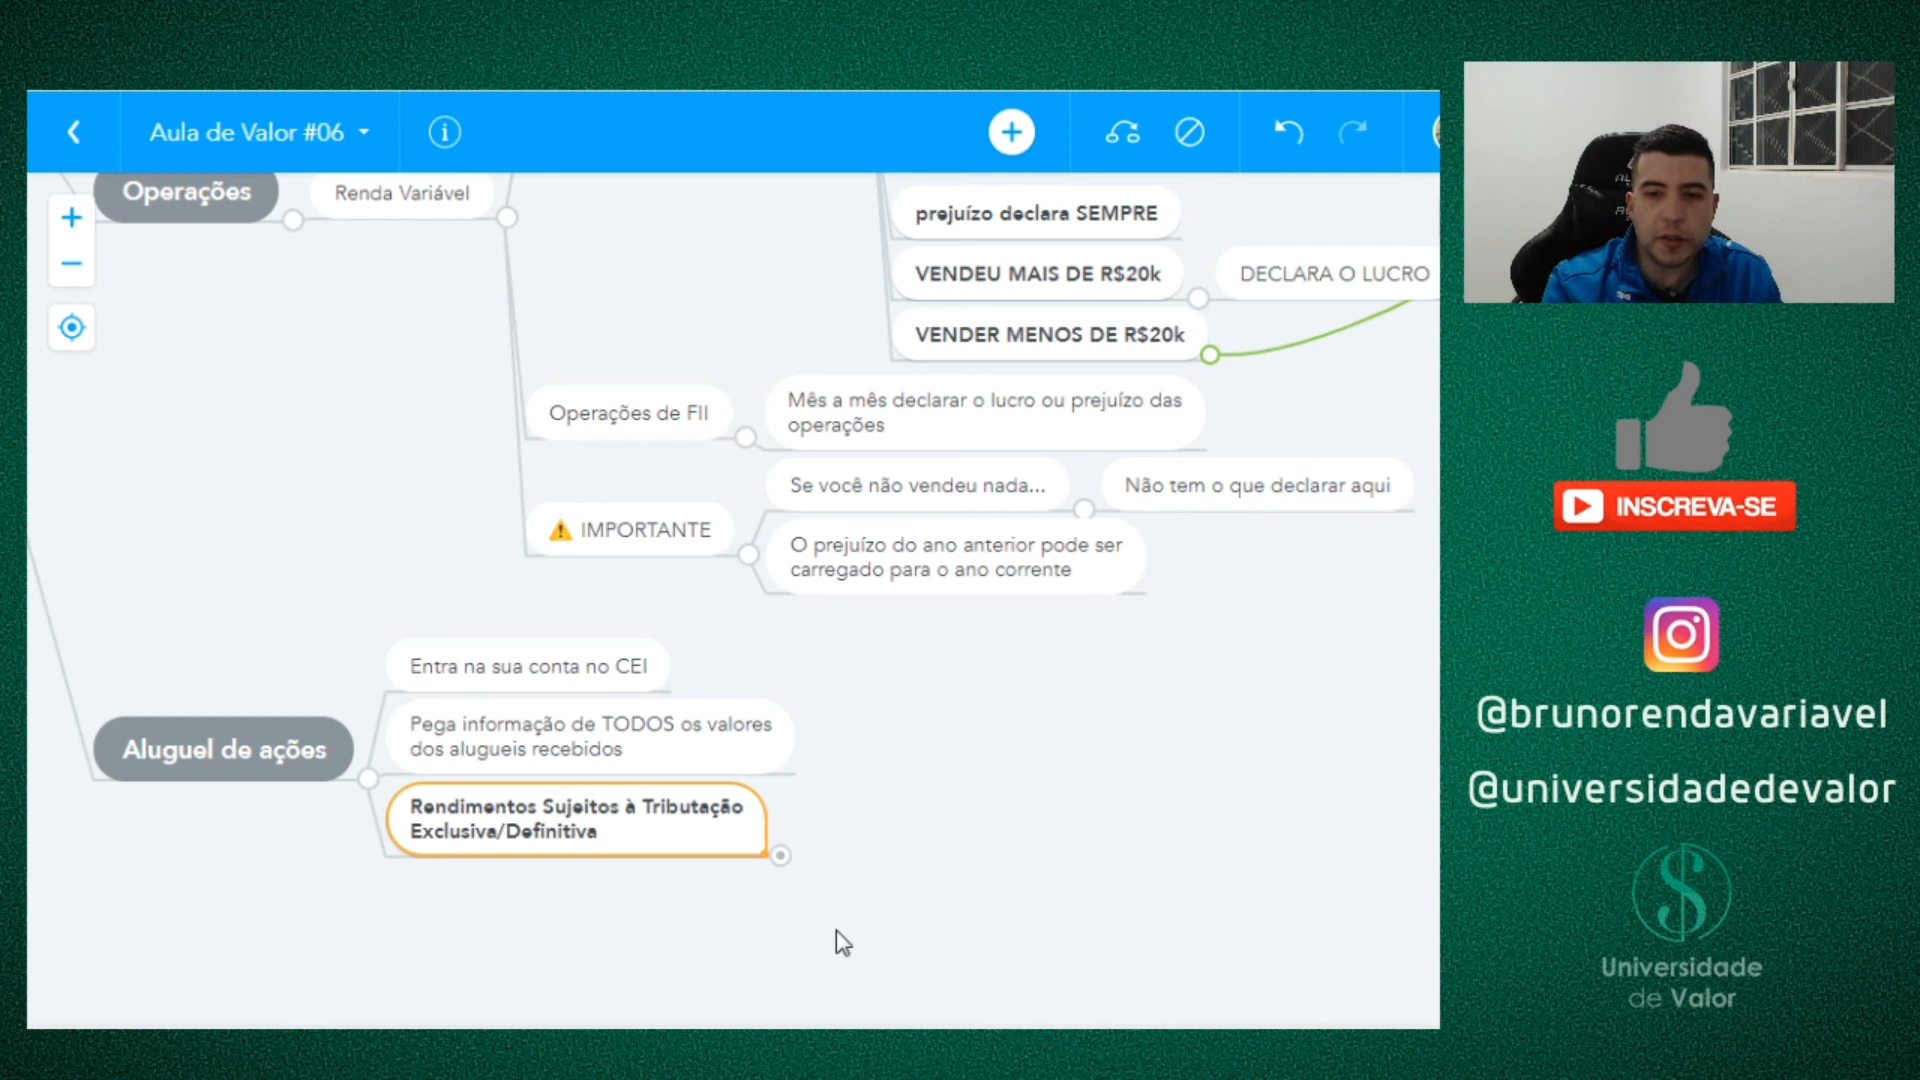 Aula de Valor #06
Operações
Renda Variável
prejuízo declara SEMPRE
VENDEU MAIS DE R$20k
DECLARA O LUCRO
VENDER MENOS DE R$20k
Operações de FII
Mês a mês declarar o lucro ou prejuízo das
operações
Se você não vendeu nada...
Não tem o que declarar aqui
IMPORTANTE
O prejuízo do ano anterior pode ser
carregado para o ano corrente
Entra na sua conta no CEI
Pega informação de TODOS os valores
dos alugueis recebidos
Aluguel de ações
Rendimentos Sujeitos à Tributação
Exclusiva/Definitiva
INSCREVA-SE
@brunorendavariavel
@universidadedevalor
Universidade
de Valor